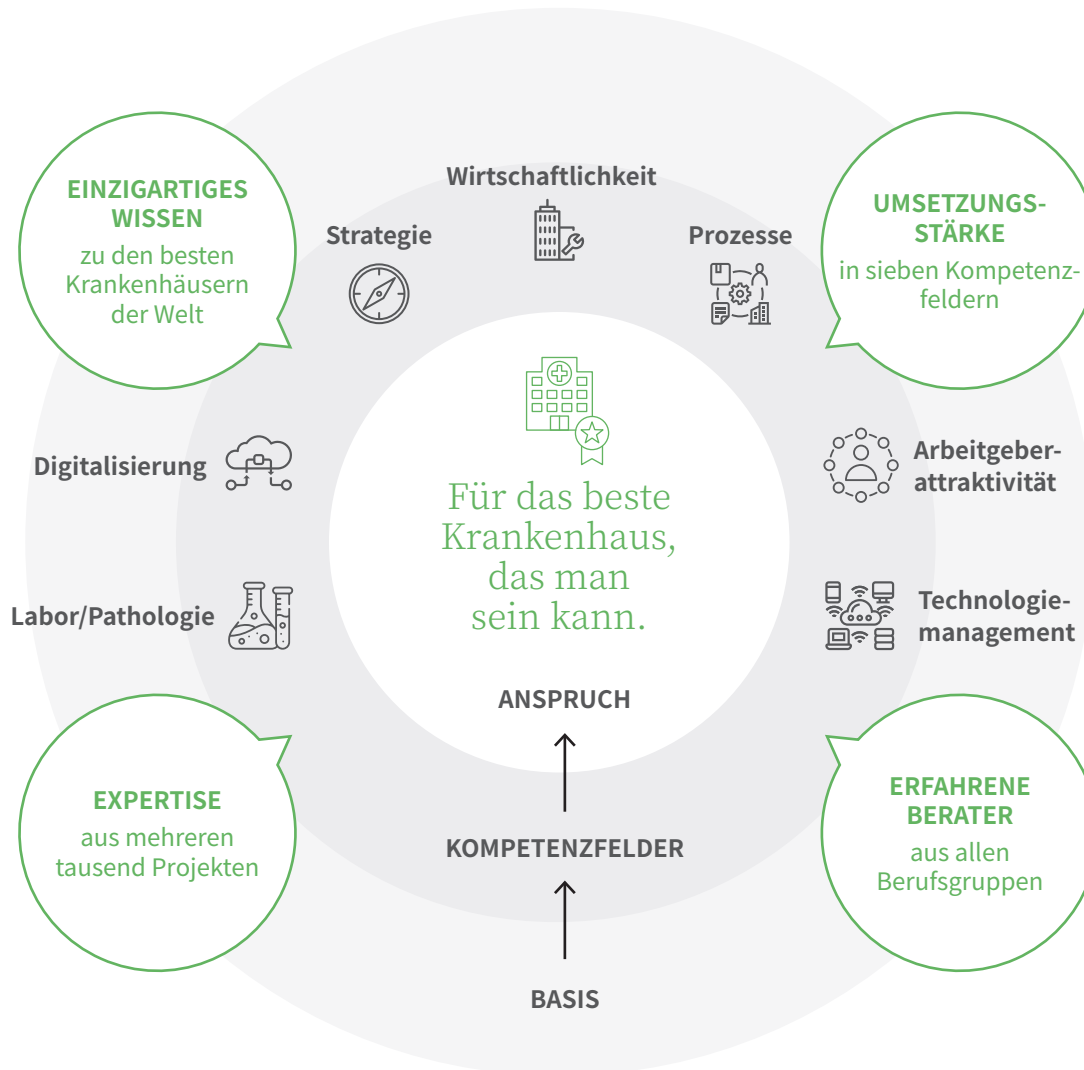 EINZIGARTIGES
WISSEN
zu den besten
Krankenhäusern
der Welt
Strategie
Wirtschaftlichkeit
Prozesse
UMSETZUNGS-
STÄRKE
in sieben Kompetenz-
feldern
Digitalisierung
Arbeitgeber-
attraktivität
Labor/Pathologie
Technologie-
management
Für das beste
Krankenhaus,
das man
sein kann.
ANSPRUCH
KOMPETENZFELDER
BASIS
EXPERTISE
aus mehreren
tausend Projekten
ERFAHRENE
BERATER
aus allen
Berufsgruppen